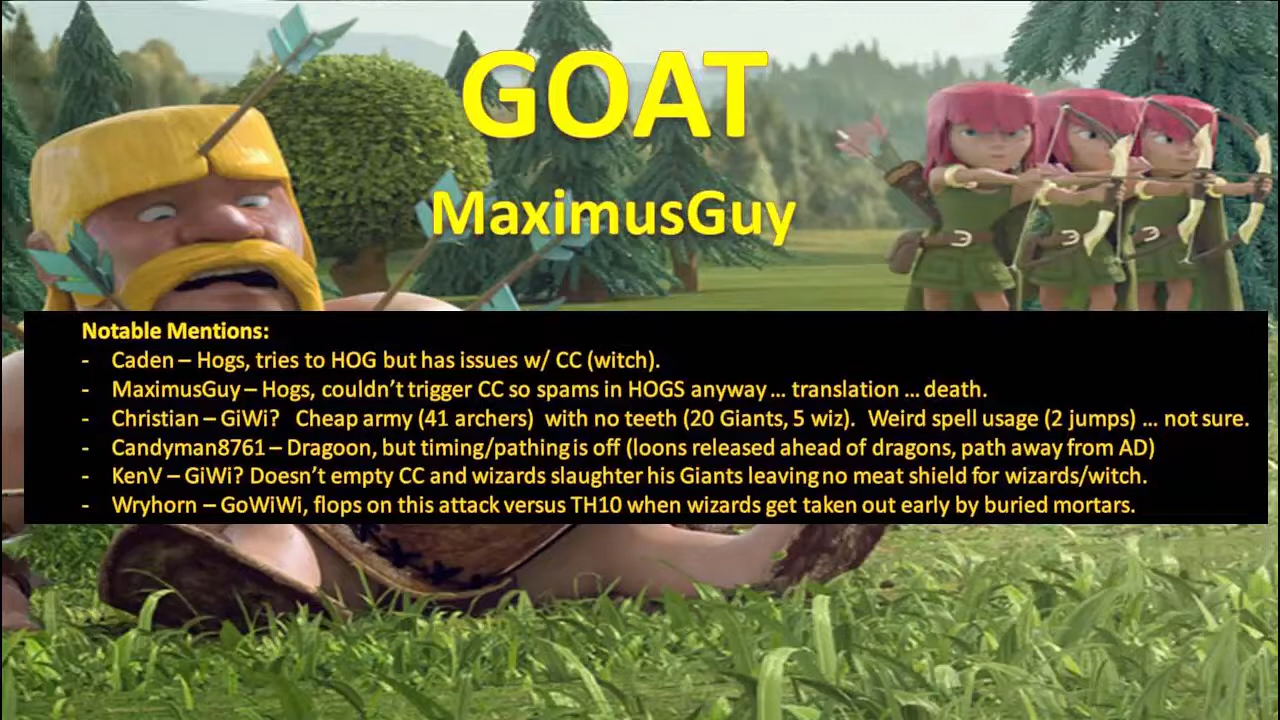 GOAT
MaximusGuy
Notable Mentions:
- Caden – Hogs, tries to HOG but has issues w/ CC (witch).
- MaximusGuy – Hogs, couldn't trigger CC so spams in HOGS anyway … translation … death.
- Christian – GiWi? Cheap army (41 archers) with no teeth (20 Giants, 5 wiz). Weird spell usage (2 jumps) … not sure.
- Candyman8761 – Dragoon, but timing/pathing is off (loons released ahead of dragons, path away from AD)
- KenV – GiWi? Doesn't empty CC and wizards slaughter his Giants leaving no meat shield for wizards/witch.
- Wryhorn – GoWiWi, flops on this attack versus TH10 when wizards get taken out early by buried mortars.